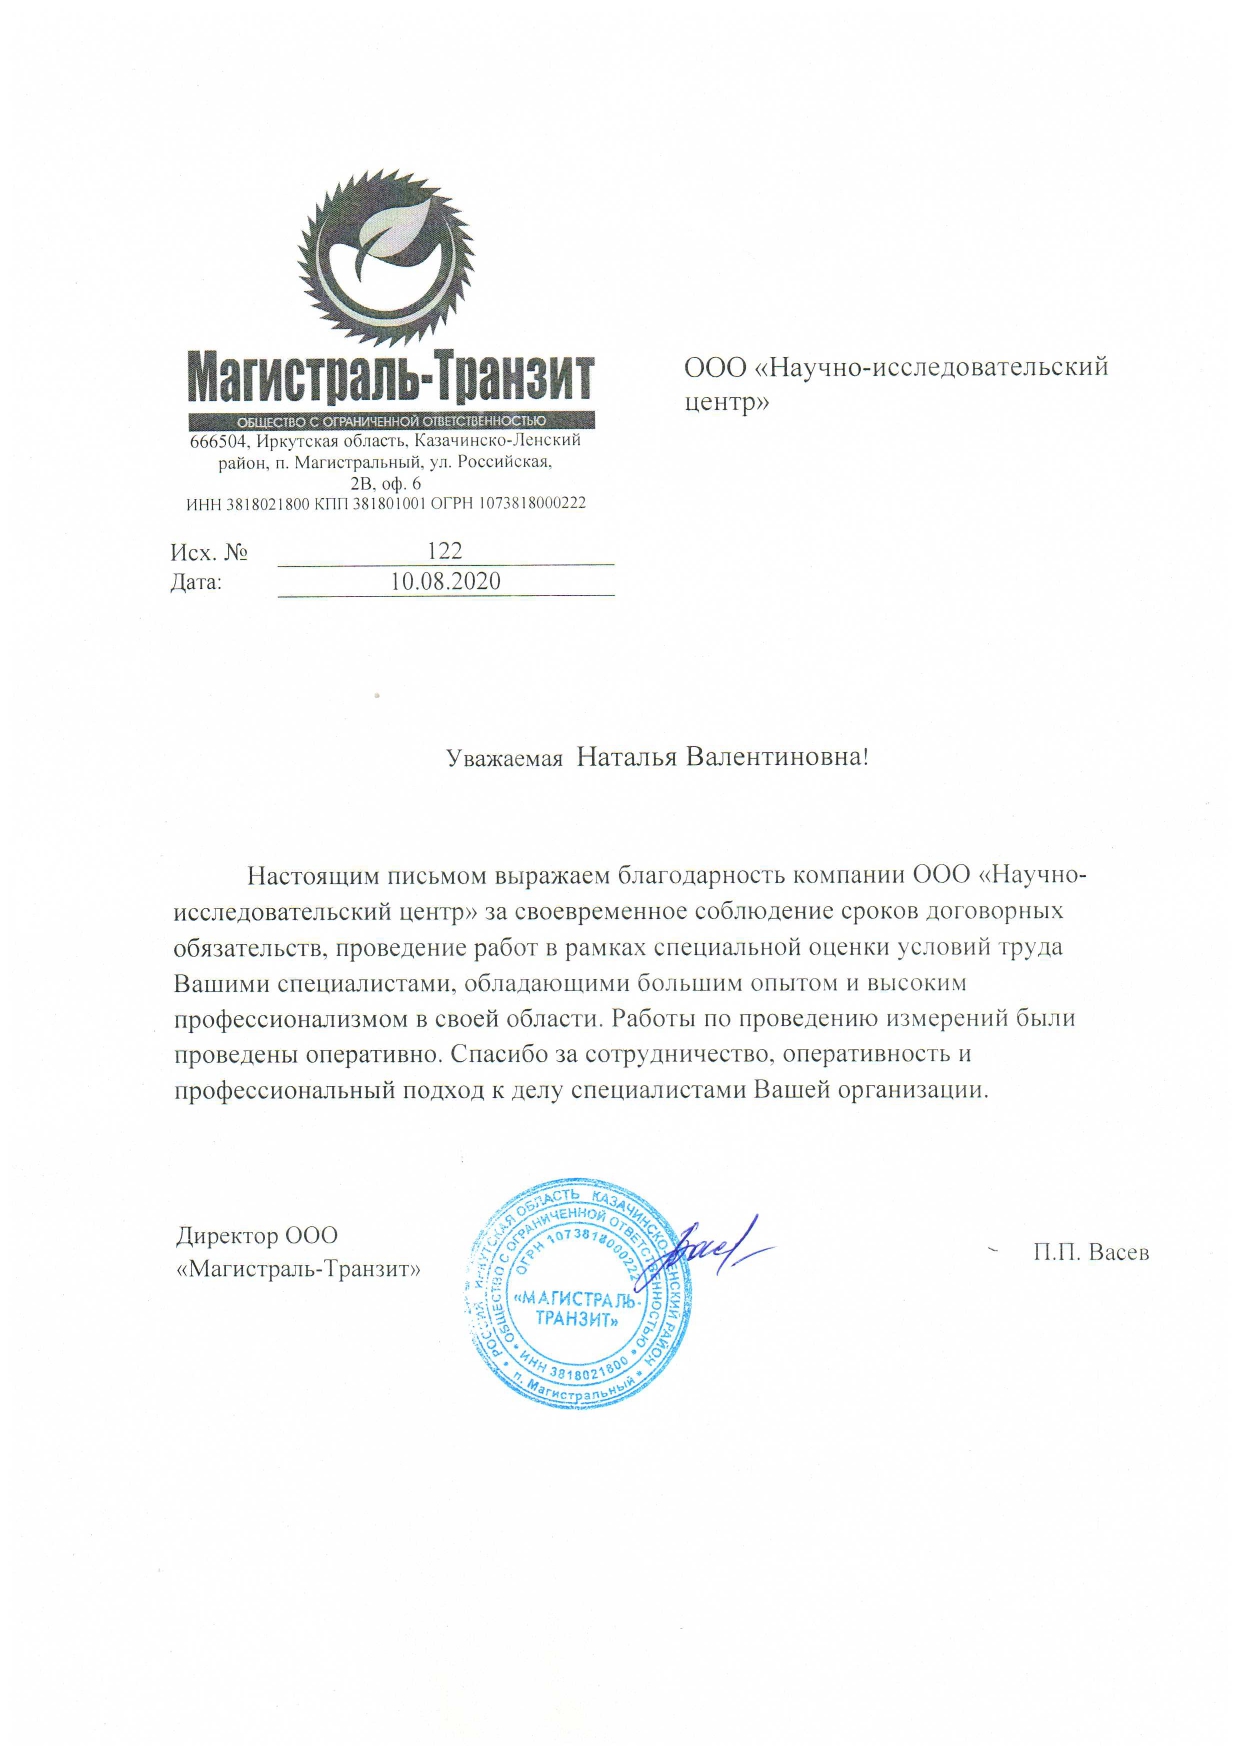 Магистраль-Транзит
ОБЩЕСТВО С ОГРАНИЧЕННОЙ ОТВЕТСТВЕННОСТЬЮ
666504, Иркутская область, Казачинско-Ленский
район, п. Магистральный, ул. Российская,
2В, оф. 6
ИНН 3818021800 КПП 381801001 ОГРН 1073818000222
ООО «Научно-исследовательский
центр»
Исх. № 122
Дата: 10.08.2020
Уважаемая Наталья Валентиновна!
Настоящим письмом выражаем благодарность компании ООО «Научно-
исследовательский центр» за своевременное соблюдение сроков договорных
обязательств, проведение работ в рамках специальной оценки условий труда
Вашими специалистами, обладающими большим опытом и высоким
профессионализмом в своей области. Работы по проведению измерений были
проведены оперативно. Спасибо за сотрудничество, оперативность и
профессиональный подход к делу специалистами Вашей организации.
Директор ООО
«Магистраль-Транзит»
П.П. Васев
РОССИЯ ИРКУТСКАЯ ОБЛАСТЬ КАЗАЧИНСКО-ЛЕНСКИЙ РАЙОН
• п. Магистральный •
ОБЩЕСТВО С ОГРАНИЧЕННОЙ ОТВЕТСТВЕННОСТЬЮ
• ИНН 3818021800 •
ОГРН 1073818000222
«МАГИСТРАЛЬ-
ТРАНЗИТ»